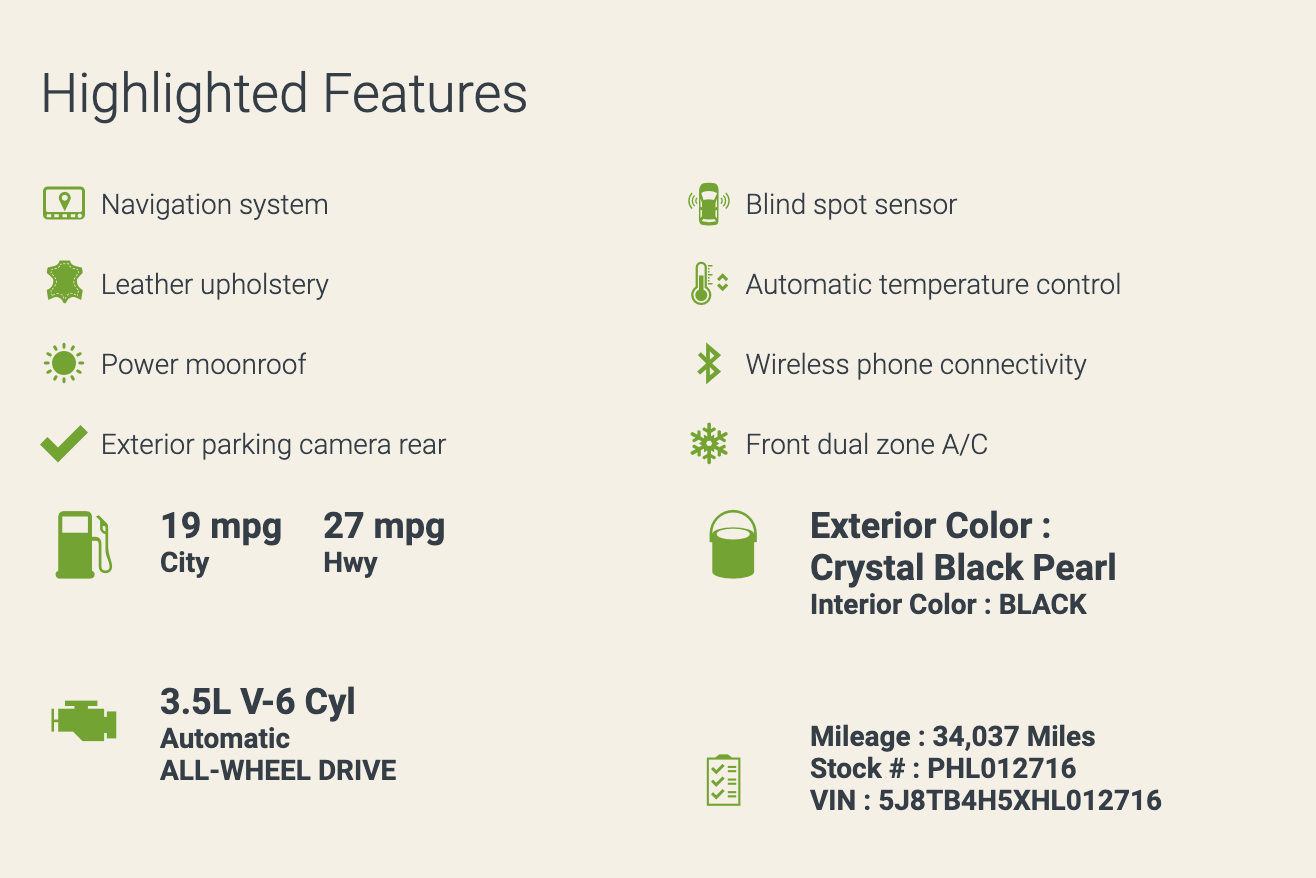 Highlighted Features
Navigation system
Blind spot sensor
Leather upholstery
Automatic temperature control
Power moonroof
Wireless phone connectivity
Exterior parking camera rear
Front dual zone A/C
19 mpg
City
27 mpg
Hwy
Exterior Color :
Crystal Black Pearl
Interior Color : BLACK
3.5L V-6 Cyl
Automatic
ALL-WHEEL DRIVE
Mileage : 34,037 Miles
Stock # : PHL012716
VIN : 5J8TB4H5XHL012716